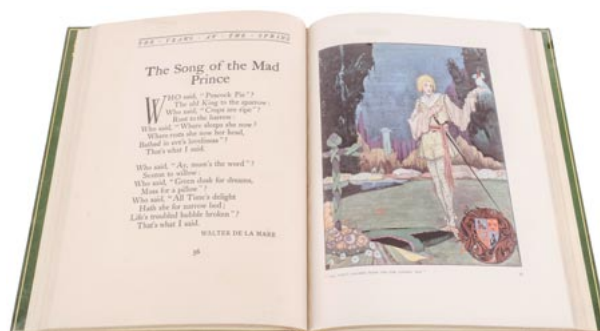 THE · YEARS · AT · THE · SPRING
The Song of the Mad
Prince
WHO said, "Peacock Pie"?
The old King to the sparrow:
Who said, "Crops are ripe"?
Rust to the harrow:
Who said, "Where sleeps she now?
Where rests she now her head,
Bathed in eve's loveliness"?
That's what I said.
Who said, "Ay, mum's the word"?
Sexton to willow:
Who said, "Green dusk for dreams,
Moss for a pillow"?
Who said, "All Time's delight
Hath she for narrow bed;
Life's troubled bubble broken"?
That's what I said.
WALTER DE LA MARE
36